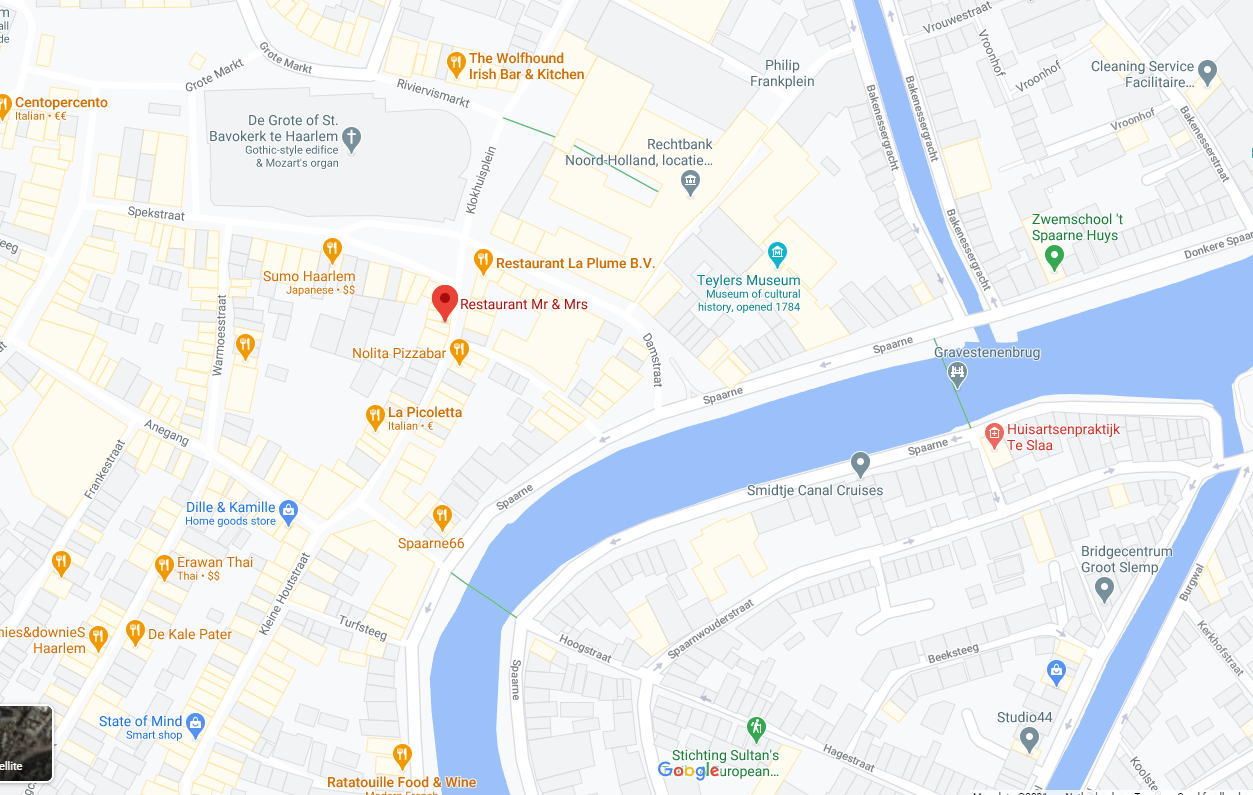 Vrouwestraat
Grote Markt
Grote Markt
The Wolfhound
Irish Bar & Kitchen
Philip
Frankplein
Vroonhof
Vroonhof
Cleaning Service
Facilitaire...
Riviervismarkt
Bakenessergracht
Bakenessergracht
Centopercento
Italian • €€
De Grote of St.
Bavokerk te Haarlem
Gothic-style edifice
& Mozart's organ
Vroonhof
Bakenesserstraat
Rechtbank
Noord-Holland, locatie...
Klokhuisplein
Spekstraat
Bakenessergracht
Zwemschool 't
Spaarne Huys
Donkere Spaar
Sumo Haarlem
Japanese • $$
Restaurant La Plume B.V.
Teylers Museum
Museum of cultural
history, opened 1784
Restaurant Mr & Mrs
Warmoesstraat
Nolita Pizzabar
Damstraat
Spaarne
Gravestenenbrug
Spaarne
La Picoletta
Italian • €
Anegang
Huisartsenpraktijk
Te Slaa
Spaarne
Frankestraat
Smidtje Canal Cruises
Spaarne
Dille & Kamille
Home goods store
Spaarne66
Erawan Thai
Thai • $$
Bridgecentrum
Groot Slemp
Burgwal
Kleine Houtstraat
Turfsteeg
Spaarnwouderstraat
nies&downieS
Haarlem
De Kale Pater
Hoogstraat
Beeksteeg
Kerkhofstraat
Spaarne
State of Mind
Smart shop
Studio44
Hagestraat
Stichting Sultan's
Google
European...
ellite
Ratatouille Food & Wine
Koolste